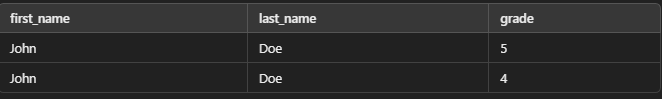 first_name last_name grade
John Doe 5
John Doe 4